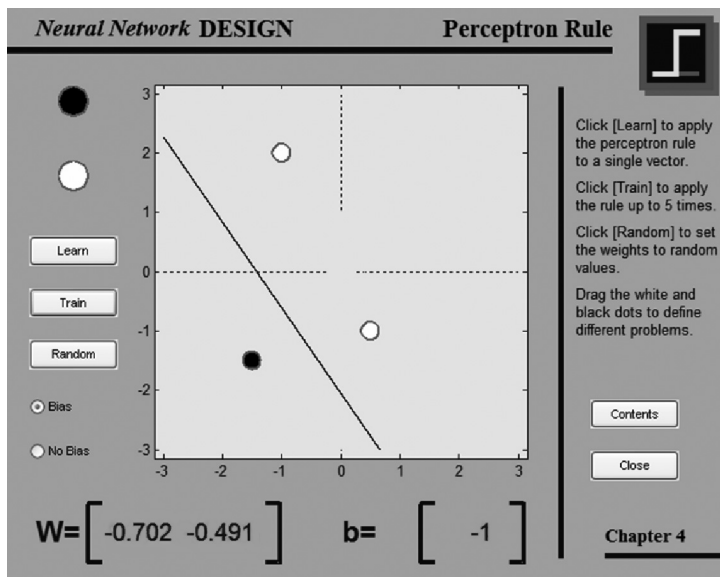 Neural Network DESIGN
Perceptron Rule
Click [Learn] to apply
the perceptron rule
to a single vector.
Click [Train] to apply
the rule up to 5 times.
Click [Random] to set
the weights to random
values.
Drag the white and
black dots to define
different problems.
Learn
Train
Random
Bias
No Bias
3
2
1
0
-1
-2
-3
-3 -2 -1 0 1 2 3
Contents
Close
W= [ -0.702 -0.491 ] b= [ -1 ]
Chapter 4